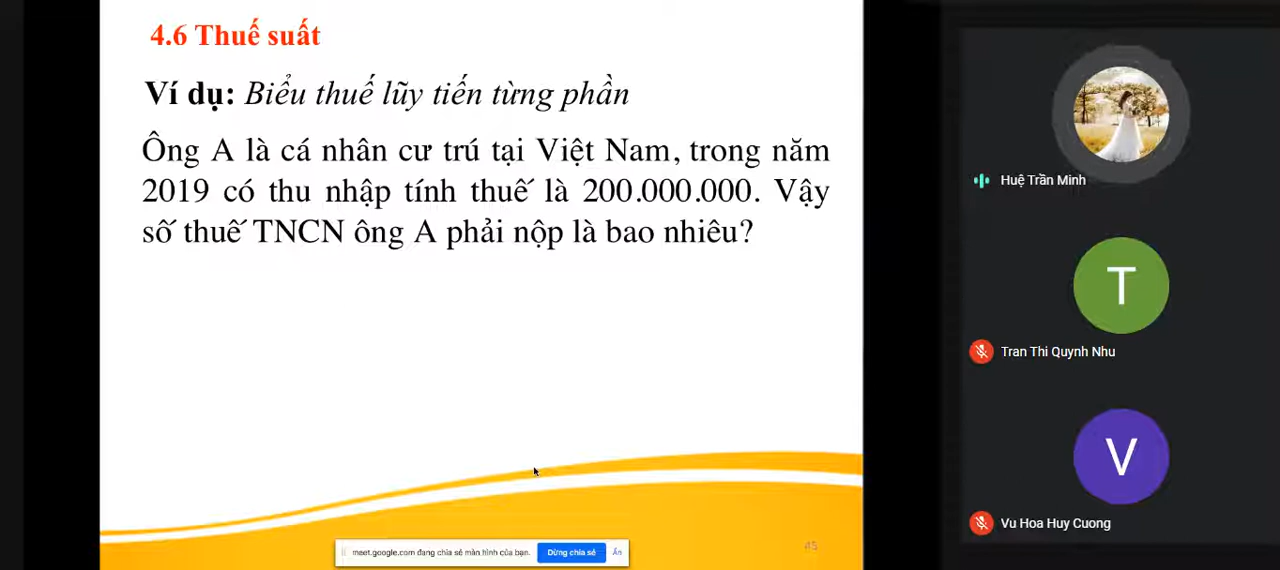 4.6 Thuế suất
Ví dụ: Biểu thuế lũy tiến từng phần
Ông A là cá nhân cư trú tại Việt Nam, trong năm
2019 có thu nhập tính thuế là 200.000.000. Vậy
số thuế TNCN ông A phải nộp là bao nhiêu?
45
meet.google.com đang chia sẻ màn hình của bạn. Dừng chia sẻ Ẩn
Huệ Trần Minh
T
Tran Thi Quynh Nhu
V
Vu Hoa Huy Cuong